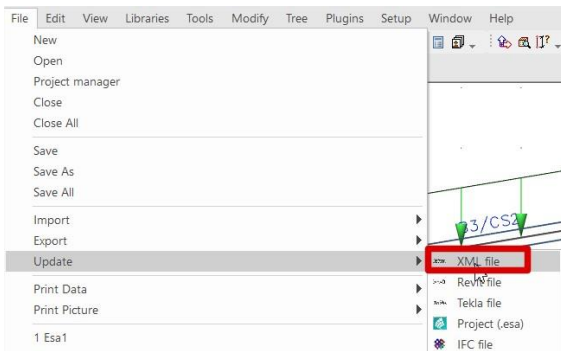 File Edit View Libraries Tools Modify Tree Plugins Setup Window Help
New
Open
Project manager
Close
Close All
Save
Save As
Save All
Import
Export
Update
Print Data
Print Picture
1 Esa1
XML file
Revit file
Tekla file
Project (.esa)
IFC file
B3/CS2